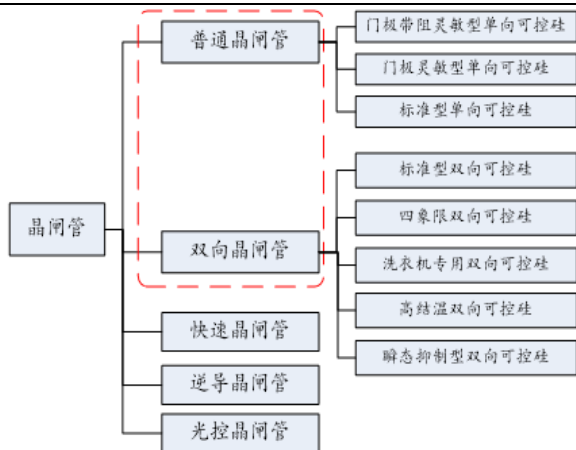 晶闸管
普通晶闸管
门极带阻灵敏型单向可控硅
门极灵敏型单向可控硅
标准型单向可控硅
双向晶闸管
标准型双向可控硅
四象限双向可控硅
洗衣机专用双向可控硅
高结温双向可控硅
瞬态抑制型双向可控硅
快速晶闸管
逆导晶闸管
光控晶闸管